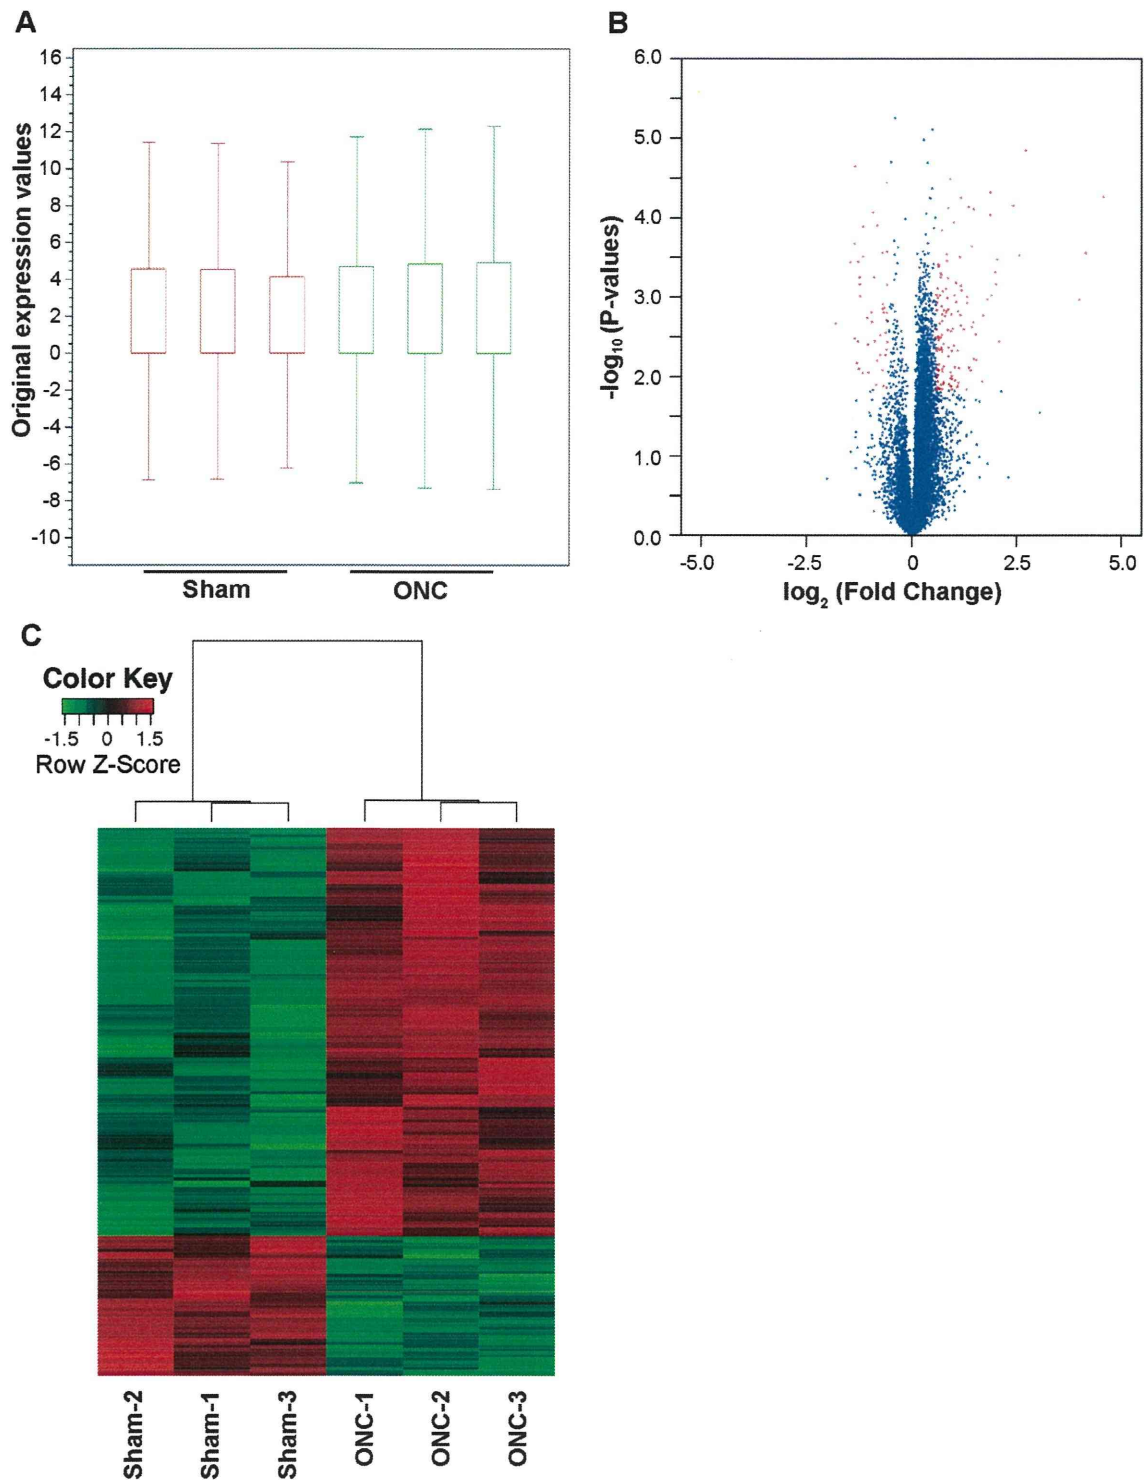 A
Original expression values
16
14
12
10
8
6
4
2
0
-2
-4
-6
-8
-10
Sham
ONC
B
-log10 (P-values)
6.0
5.0
4.0
3.0
2.0
1.0
0.0
-5.0
-2.5
0
2.5
5.0
log2 (Fold Change)
C
Color Key
-1.5 0 1.5
Row Z-Score
Sham-2
Sham-1
Sham-3
ONC-1
ONC-2
ONC-3